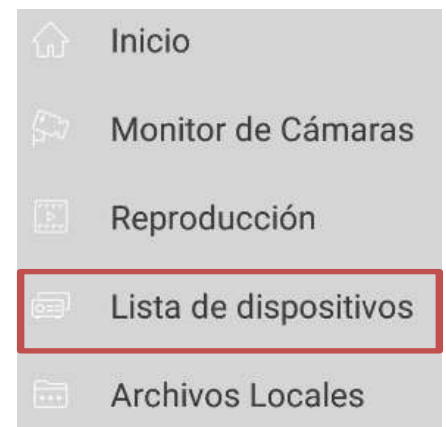 Inicio
Monitor de Cámaras
Reproducción
Lista de dispositivos
Archivos Locales